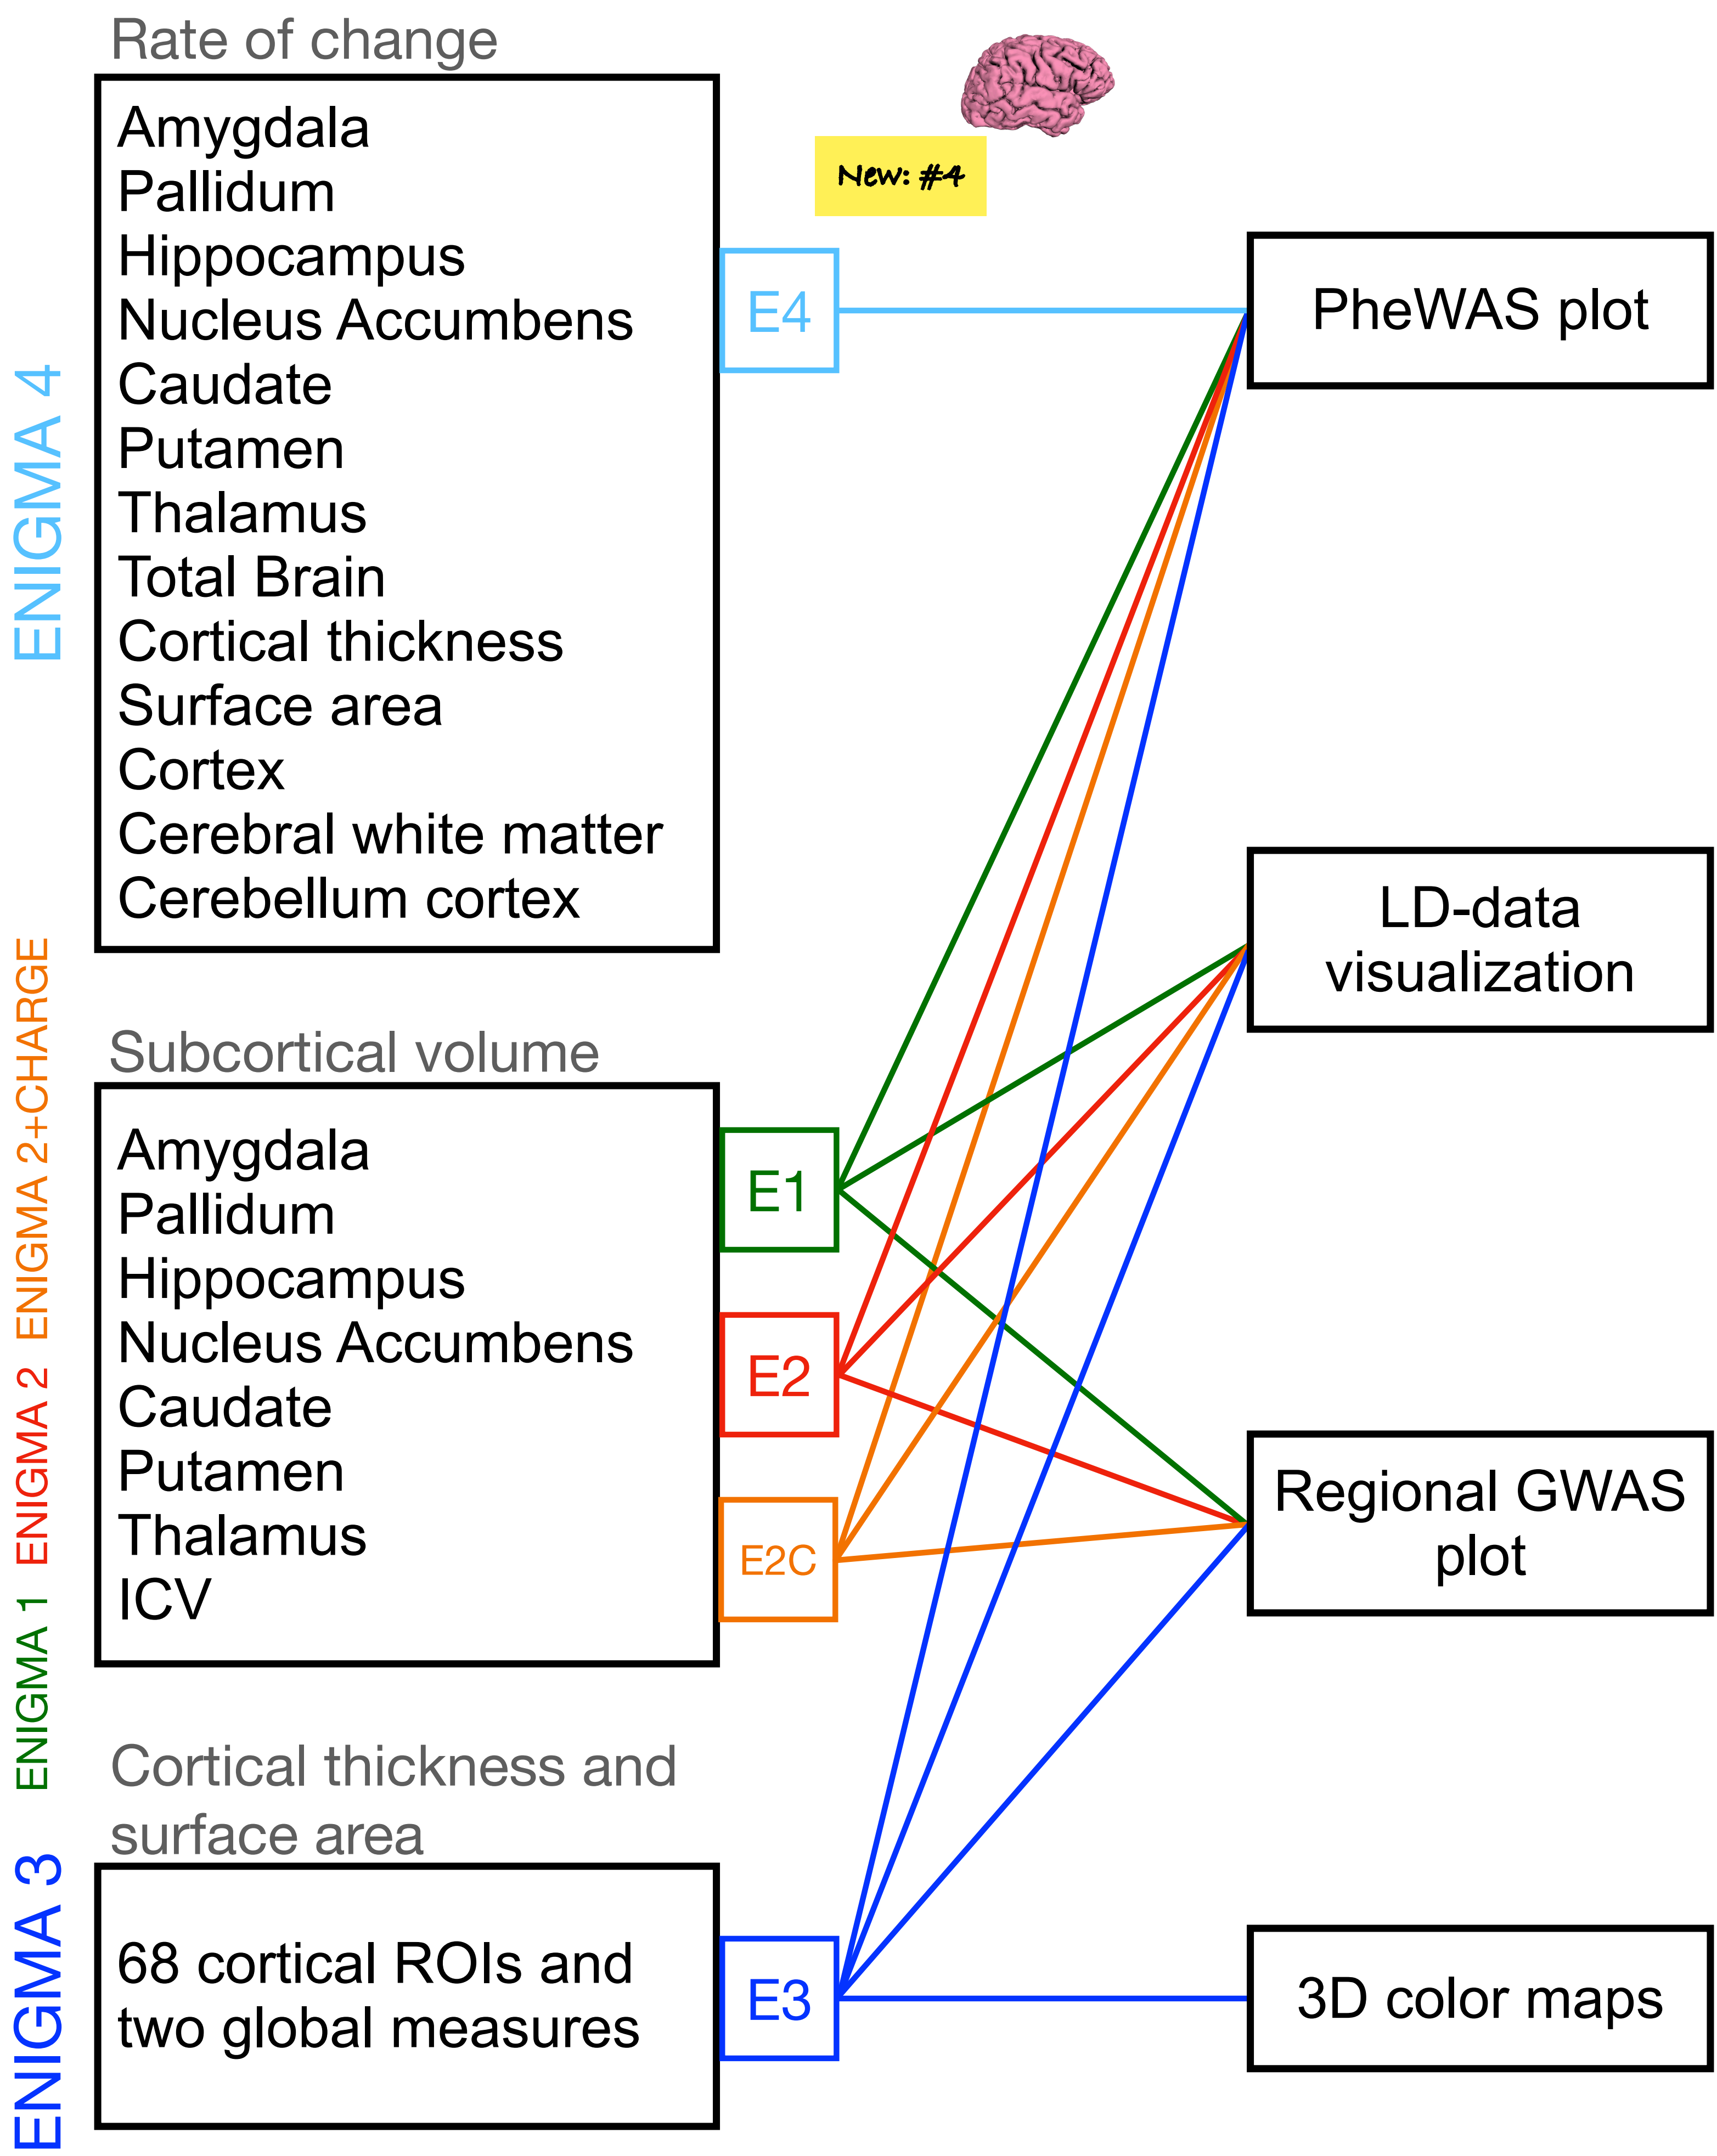 Rate of change
Amygdala
Pallidum
Hippocampus
Nucleus Accumbens
Caudate
Putamen
Thalamus
Total Brain
Cortical thickness
Surface area
Cortex
Cerebral white matter
Cerebellum cortex
ENIGMA 4
E4
New: #4
PheWAS plot
LD-data
visualization
Subcortical volume
Amygdala
Pallidum
Hippocampus
Nucleus Accumbens
Caudate
Putamen
Thalamus
ICV
ENIGMA 1
ENIGMA 2
ENIGMA 2+CHARGE
E1
E2
E2C
Regional GWAS
plot
Cortical thickness and
surface area
68 cortical ROIs and
two global measures
ENIGMA 3
E3
3D color maps